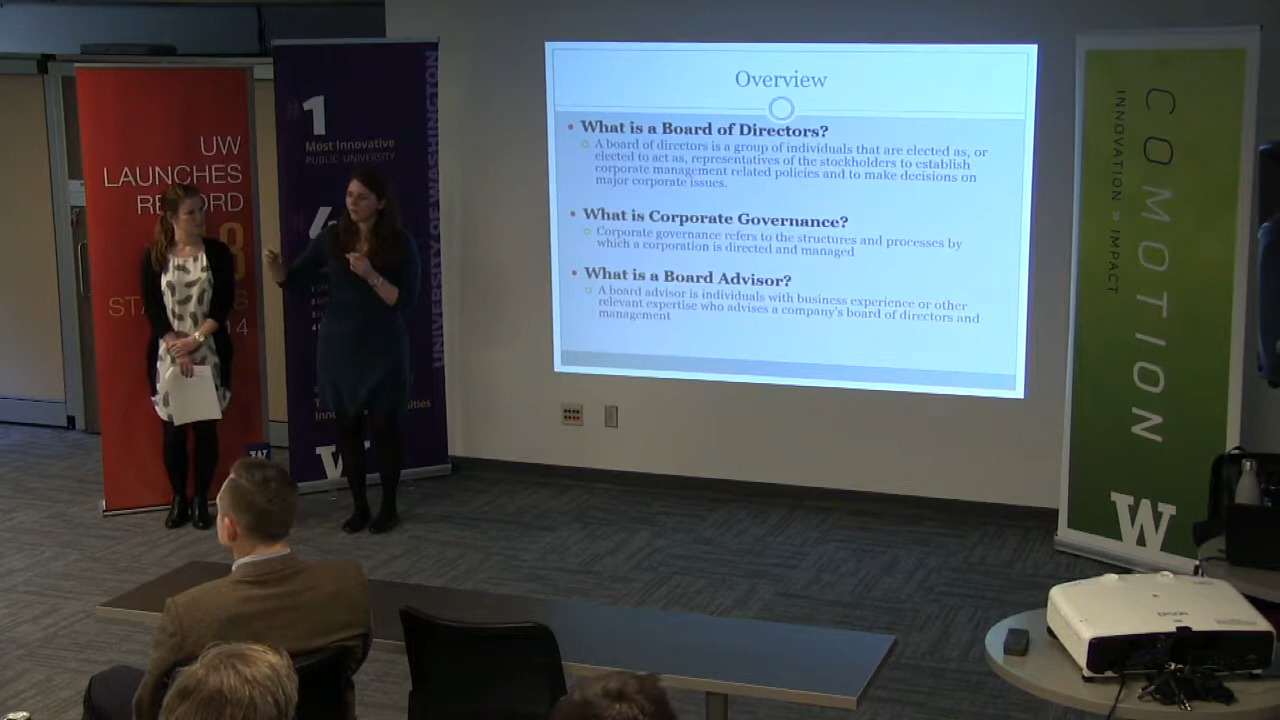 UW
LAUNCHES
RECORD
8
14
1
Most Innovative
PUBLIC UNIVERSITY
UNIVERSITY OF WASHINGTON
W
W
Overview
• What is a Board of Directors?
A board of directors is a group of individuals that are elected as, or
elected to act as, representatives of the stockholders to establish
corporate management related policies and to make decisions on
major corporate issues.
• What is Corporate Governance?
Corporate governance refers to the structures and processes by
which a corporation is directed and managed
• What is a Board Advisor?
A board advisor is individuals with business experience or other
relevant expertise who advises a company's board of directors and
management
COMOTION
INNOVATION » IMPACT
W
EPSON